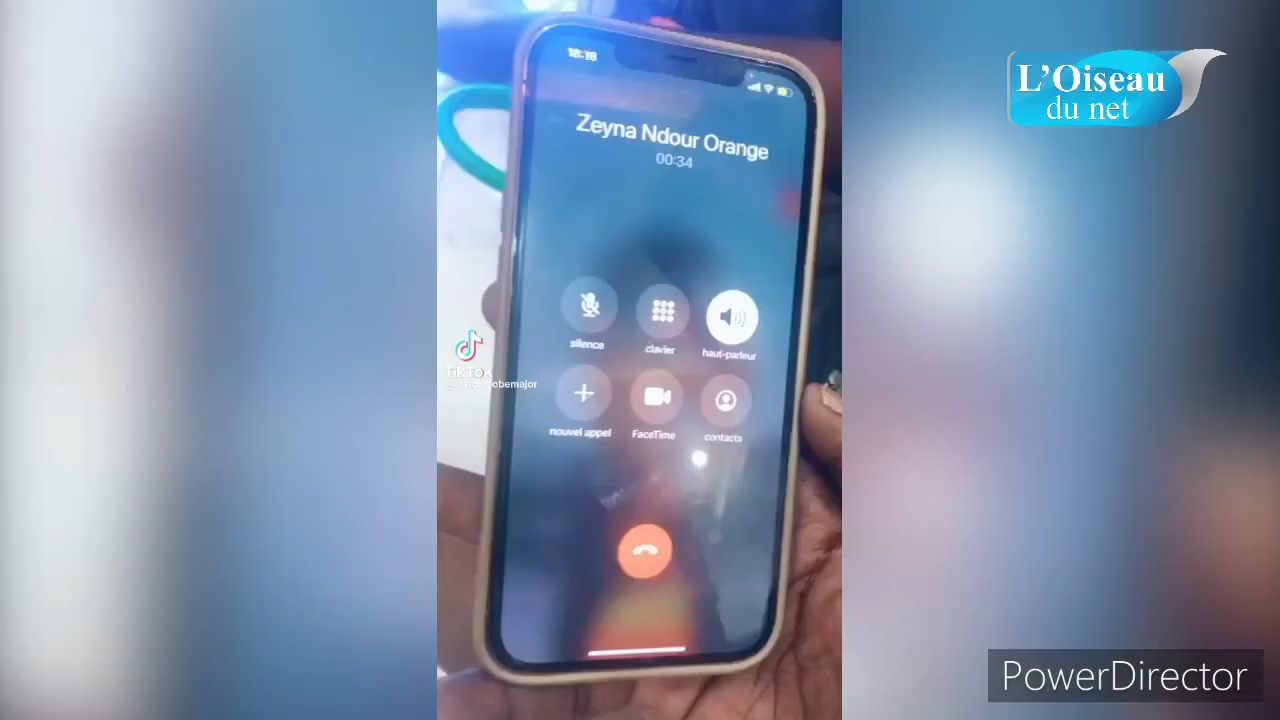 18:18
L'Oiseau
du net
Zeyna Ndour Orange
00:34
silence
clavier
haut-parleur
TikTok
nouvel appel
FaceTime
contacts
PowerDirector